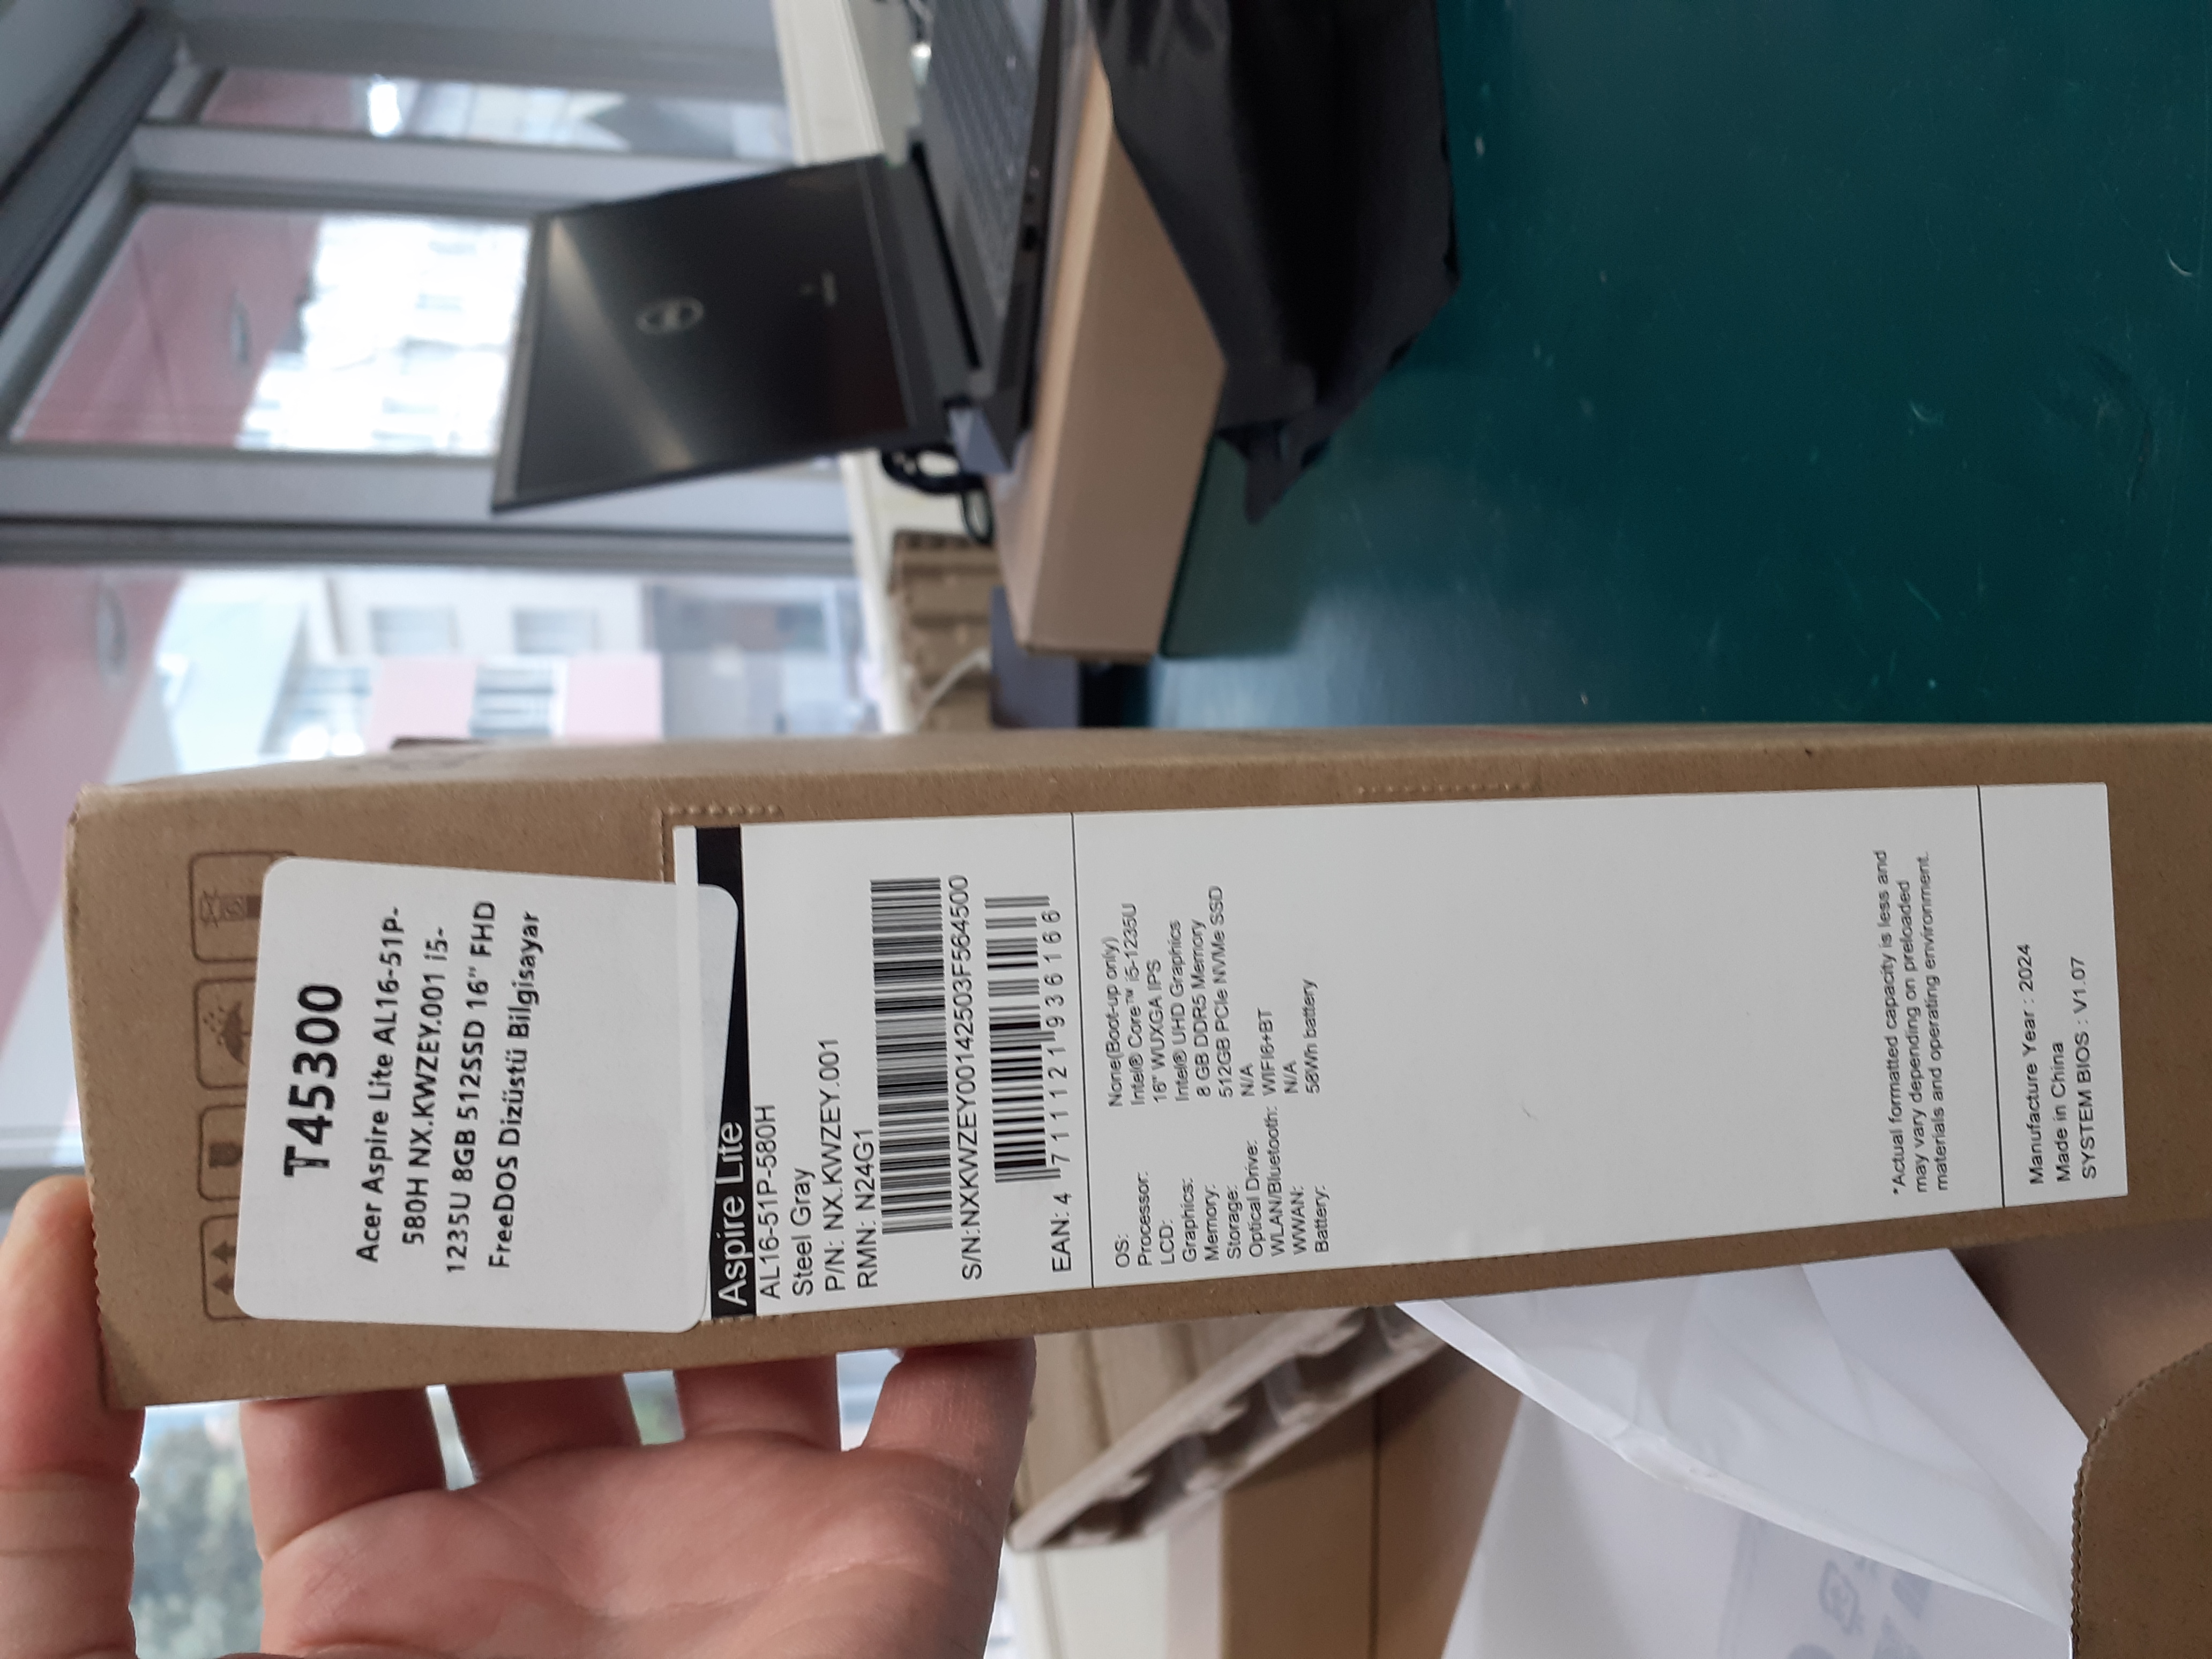 T45300
Acer Aspire Lite AL16-51P-
580H NX.KWZEY.001 i5-
1235U 8GB 512SSD 16" FHD
FreeDOS Dizüstü Bilgisayar
Aspire Lite
AL16-51P-580H
Steel Gray
P/N: NX.KWZEY.001
RMN: N24G1
S/N:NXKWZEY00142503F564500
EAN: 4 711121 936166
OS: None(Boot-up only)
Processor: Intel® Core™ i5-1235U
LCD: 16" WUXGA IPS
Graphics: Intel® UHD Graphics
Memory: 8 GB DDR5 Memory
Storage: 512GB PCIe NVMe SSD
Optical Drive: N/A
WLAN/Bluetooth: WIFI6+BT
WWAN: N/A
Battery: 58Wh battery
*Actual formatted capacity is less and
may vary depending on preloaded
materials and operating environment.
Manufacture Year : 2024
Made in China
SYSTEM BIOS : V1.07